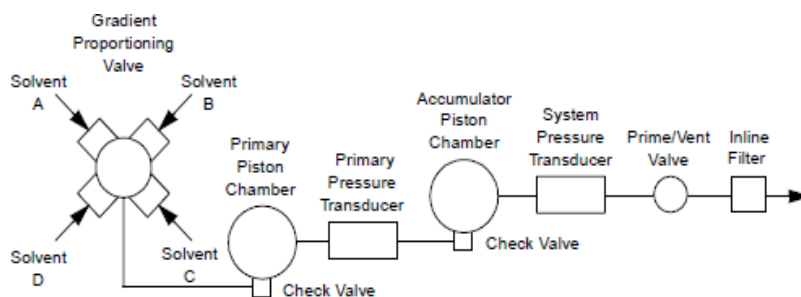 Gradient
Proportioning
Valve
Solvent
A
Solvent
B
Solvent
D
Solvent
C
Primary
Piston
Chamber
Check Valve
Primary
Pressure
Transducer
Accumulator
Piston
Chamber
Check Valve
System
Pressure
Transducer
Prime/Vent
Valve
Inline
Filter